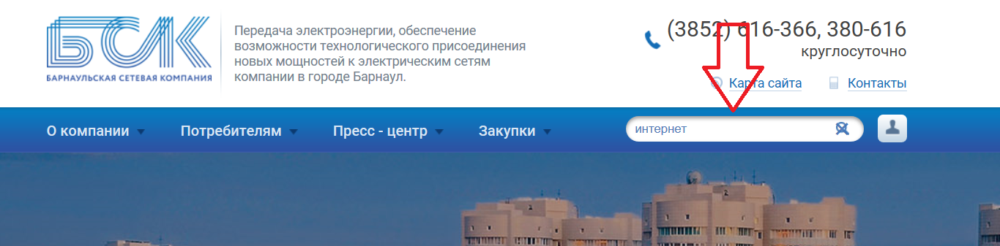 БСК
БАРНАУЛЬСКАЯ СЕТЕВАЯ КОМПАНИЯ
Передача электроэнергии, обеспечение
возможности технологического присоединения
новых мощностей к электрическим сетям
компании в городе Барнаул.
(3852) 616-366, 380-616
круглосуточно
Карта сайта
Контакты
О компании
Потребителям
Пресс - центр
Закупки
интернет